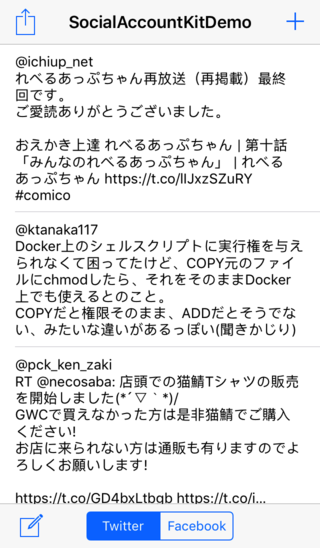 SocialAccountKitDemo
@ichiup_net
れべるあっぷちゃん再放送（再掲載）最終
回です。
ご愛読ありがとうございました。
おえかき上達 れべるあっぷちゃん | 第十話
「みんなのれべるあっぷちゃん」 | れべる
あっぷちゃん https://t.co/lIJxzSZuRY
#comico
@ktanaka117
Docker上のシェルスクリプトに実行権を与え
られなくて困ってたけど、COPY元のファイ
ルにchmodしたら、それをそのままDocker
上でも使えるとのこと。
COPYだと権限そのまま、ADDだとそうでな
い、みたいな違いがあるっぽい(聞きかじり)
@pck_ken_zaki
RT @necosaba: 店頭での猫鯖Tシャツの販売
を開始しました(*´▽｀*)/
GWCで買えなかった方は是非猫鯖でご購入
ください!
お店に来られない方は通販も有りますのでよ
ろしくお願いします!
https://t.co/GD4bxLtbqb https://t.co/i…
Twitter Facebook